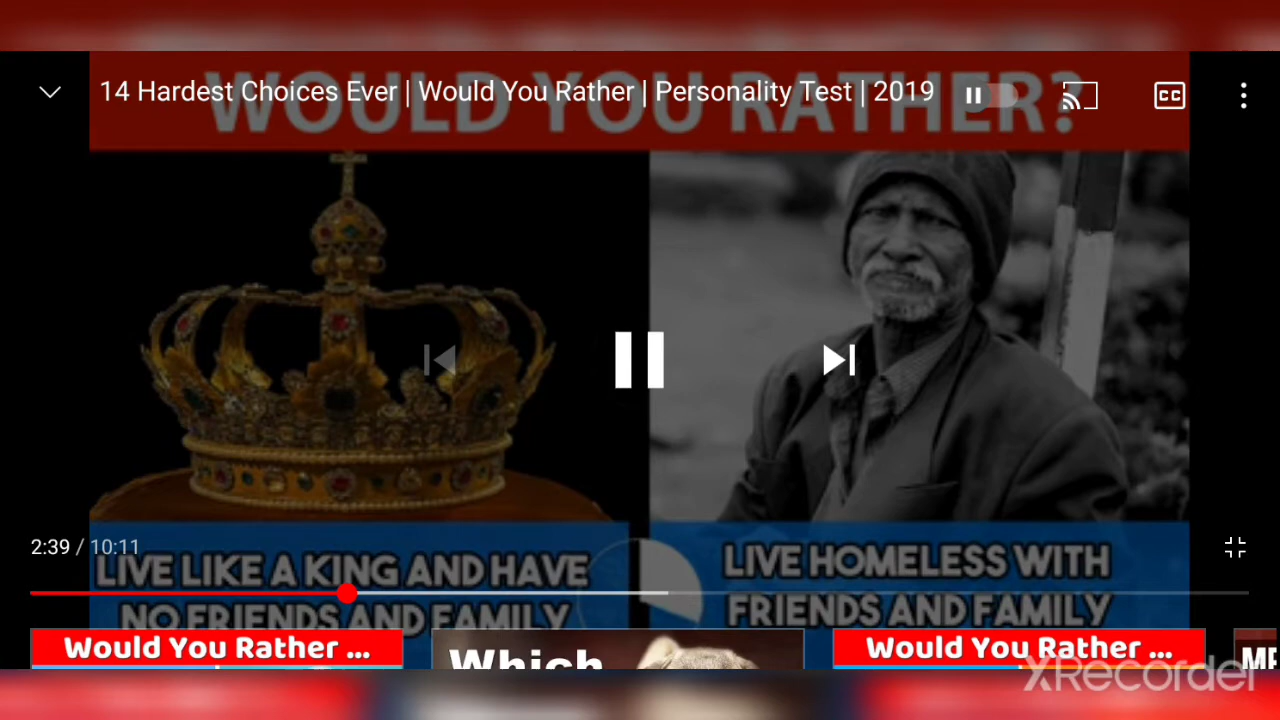 WOULD YOU RATHER?
14 Hardest Choices Ever | Would You Rather | Personality Test | 2019
CC
2:39 / 10:11
LIVE LIKE A KING AND HAVE
NO FRIENDS AND FAMILY
LIVE HOMELESS WITH
FRIENDS AND FAMILY
Would You Rather ...
Which
Would You Rather ...
ME
XRecorder